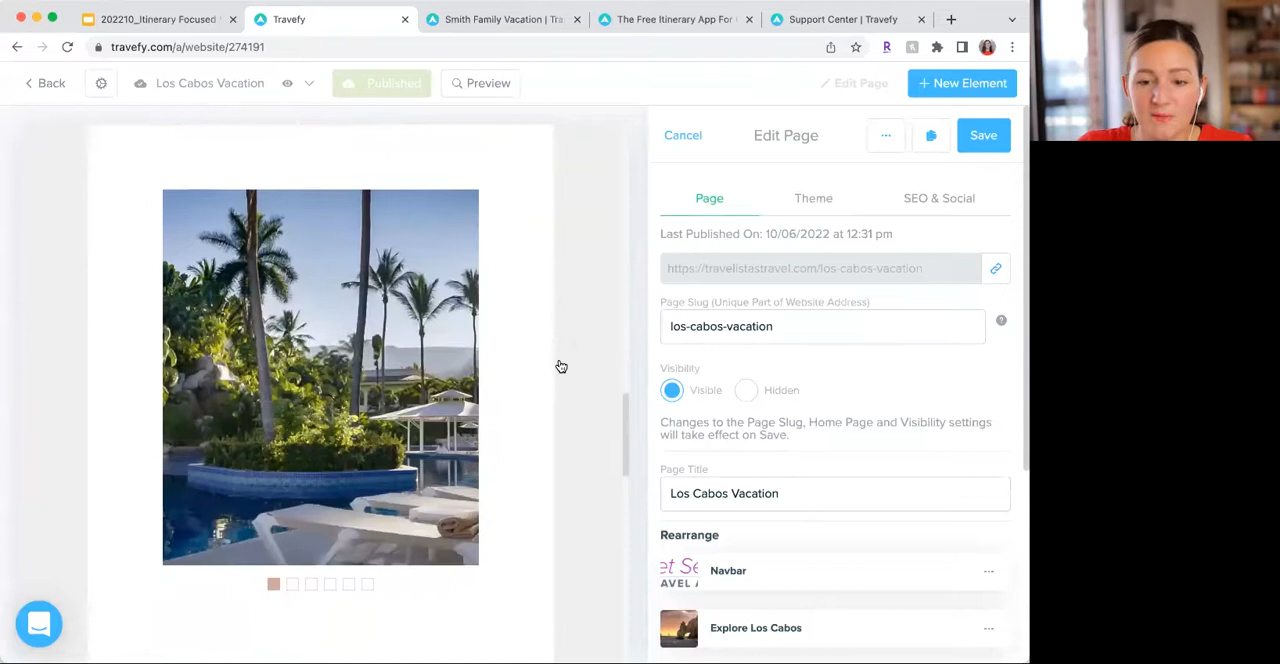 202210_Itinerary Focused
Travefy
Smith Family Vacation | Tra
The Free Itinerary App For
Support Center | Travefy
travefy.com/a/website/274191
Back
Los Cabos Vacation
Published
Preview
Edit Page
+ New Element
Cancel
Edit Page
Save
Page
Theme
SEO & Social
Last Published On: 10/06/2022 at 12:31 pm
https://travelistastravel.com/los-cabos-vacation
Page Slug (Unique Part of Website Address)
los-cabos-vacation
Visibility
Visible
Hidden
Changes to the Page Slug, Home Page and Visibility settings
will take effect on Save.
Page Title
Los Cabos Vacation
Rearrange
et Se
AVEL A
Navbar
Explore Los Cabos